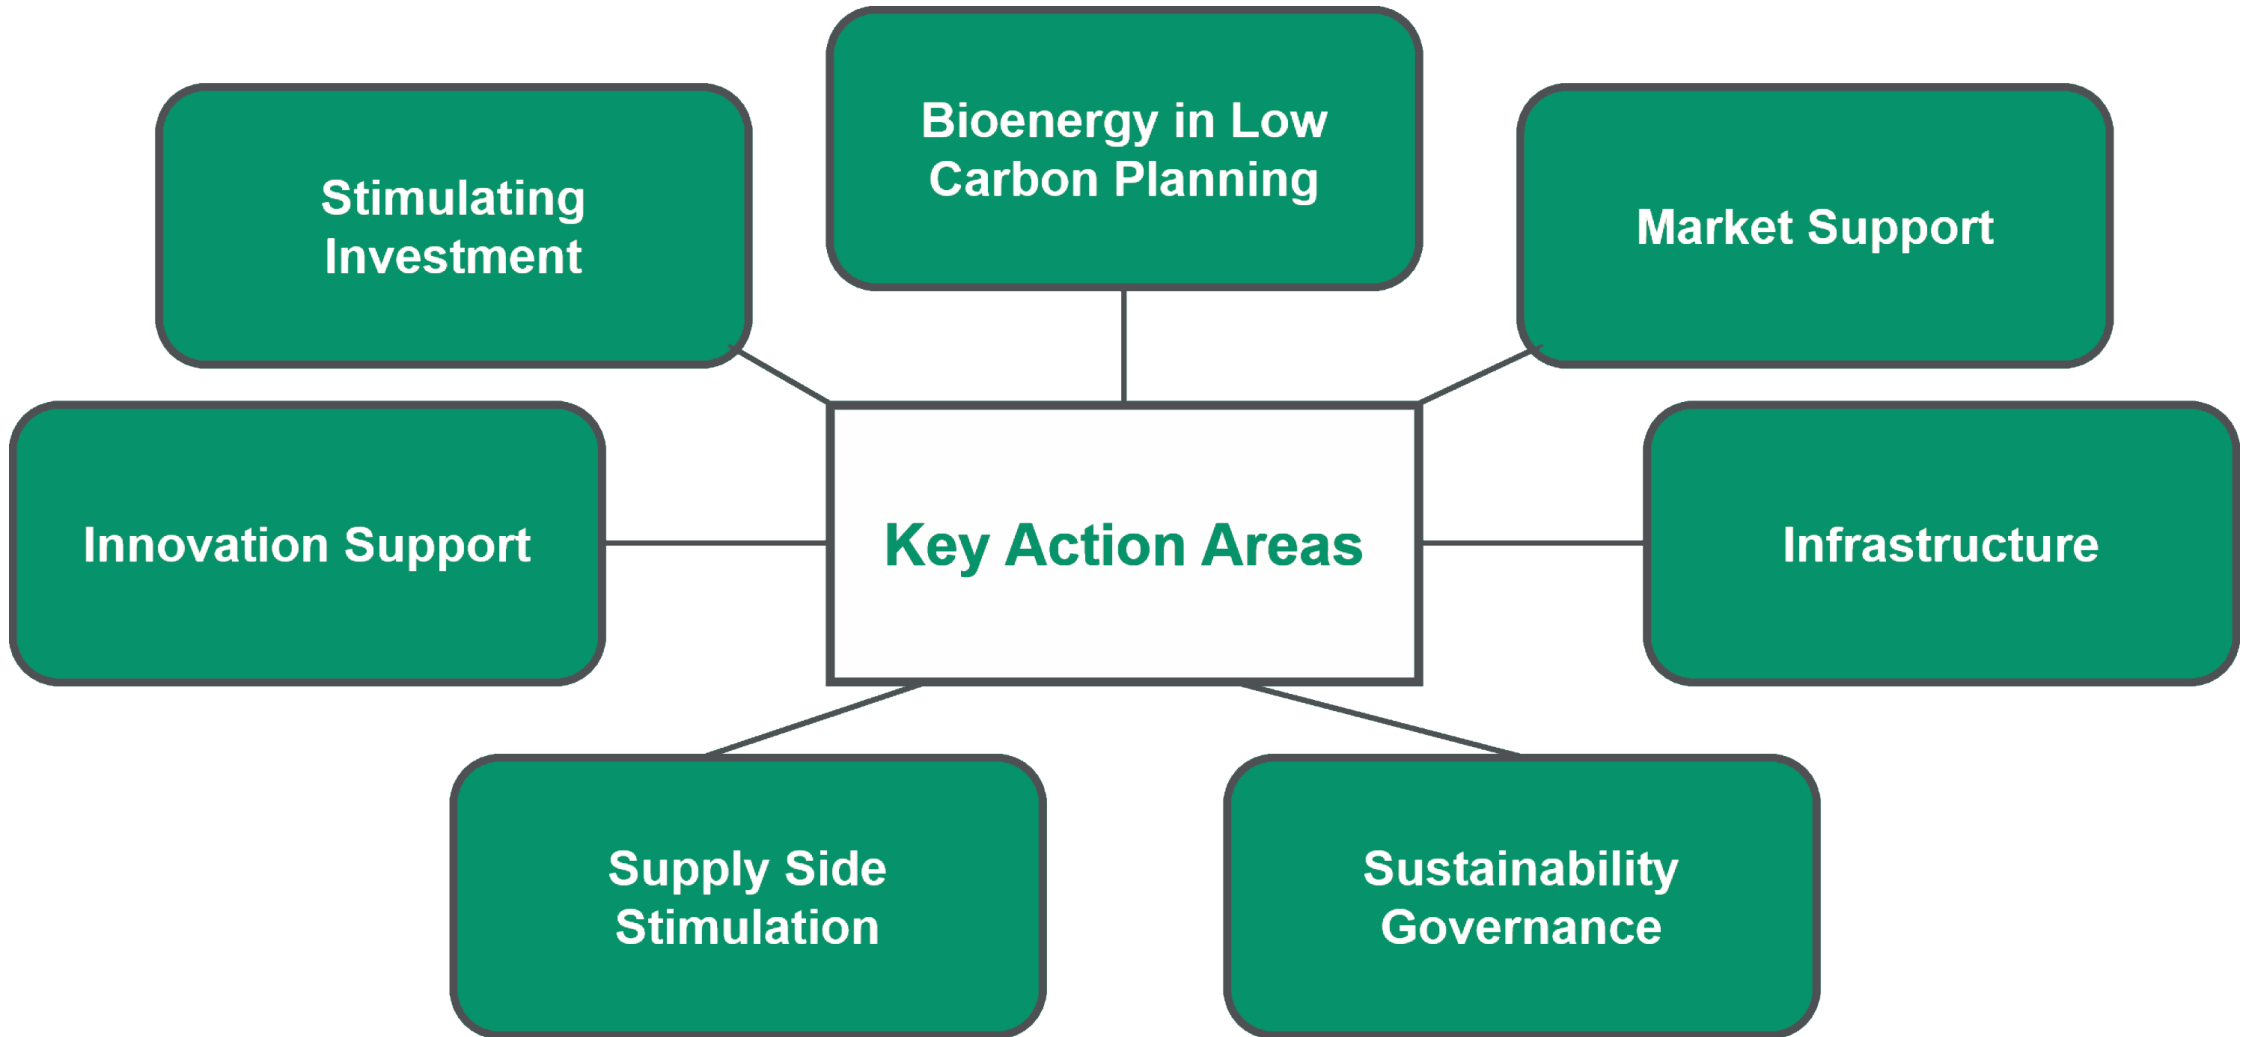 Bioenergy in Low
Carbon Planning
Stimulating
Investment
Market Support
Innovation Support
Key Action Areas
Infrastructure
Supply Side
Stimulation
Sustainability
Governance